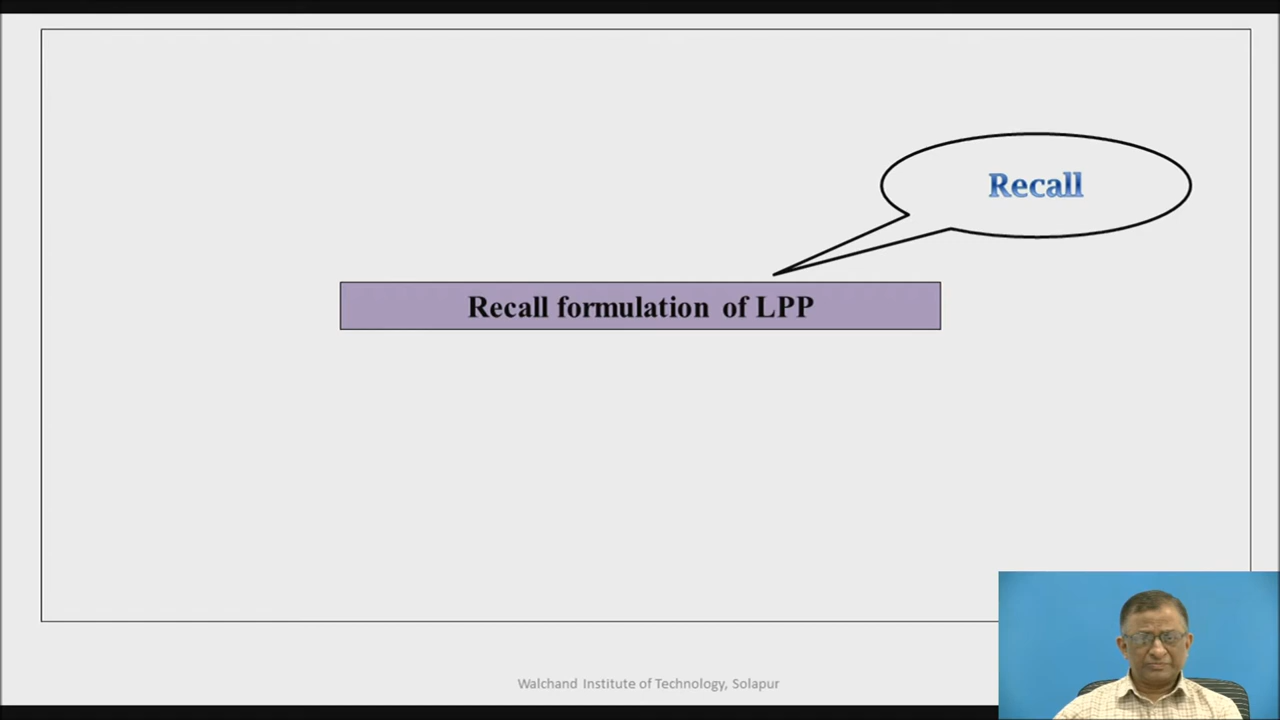 Recall
Recall formulation of LPP
Walchand Institute of Technology, Solapur